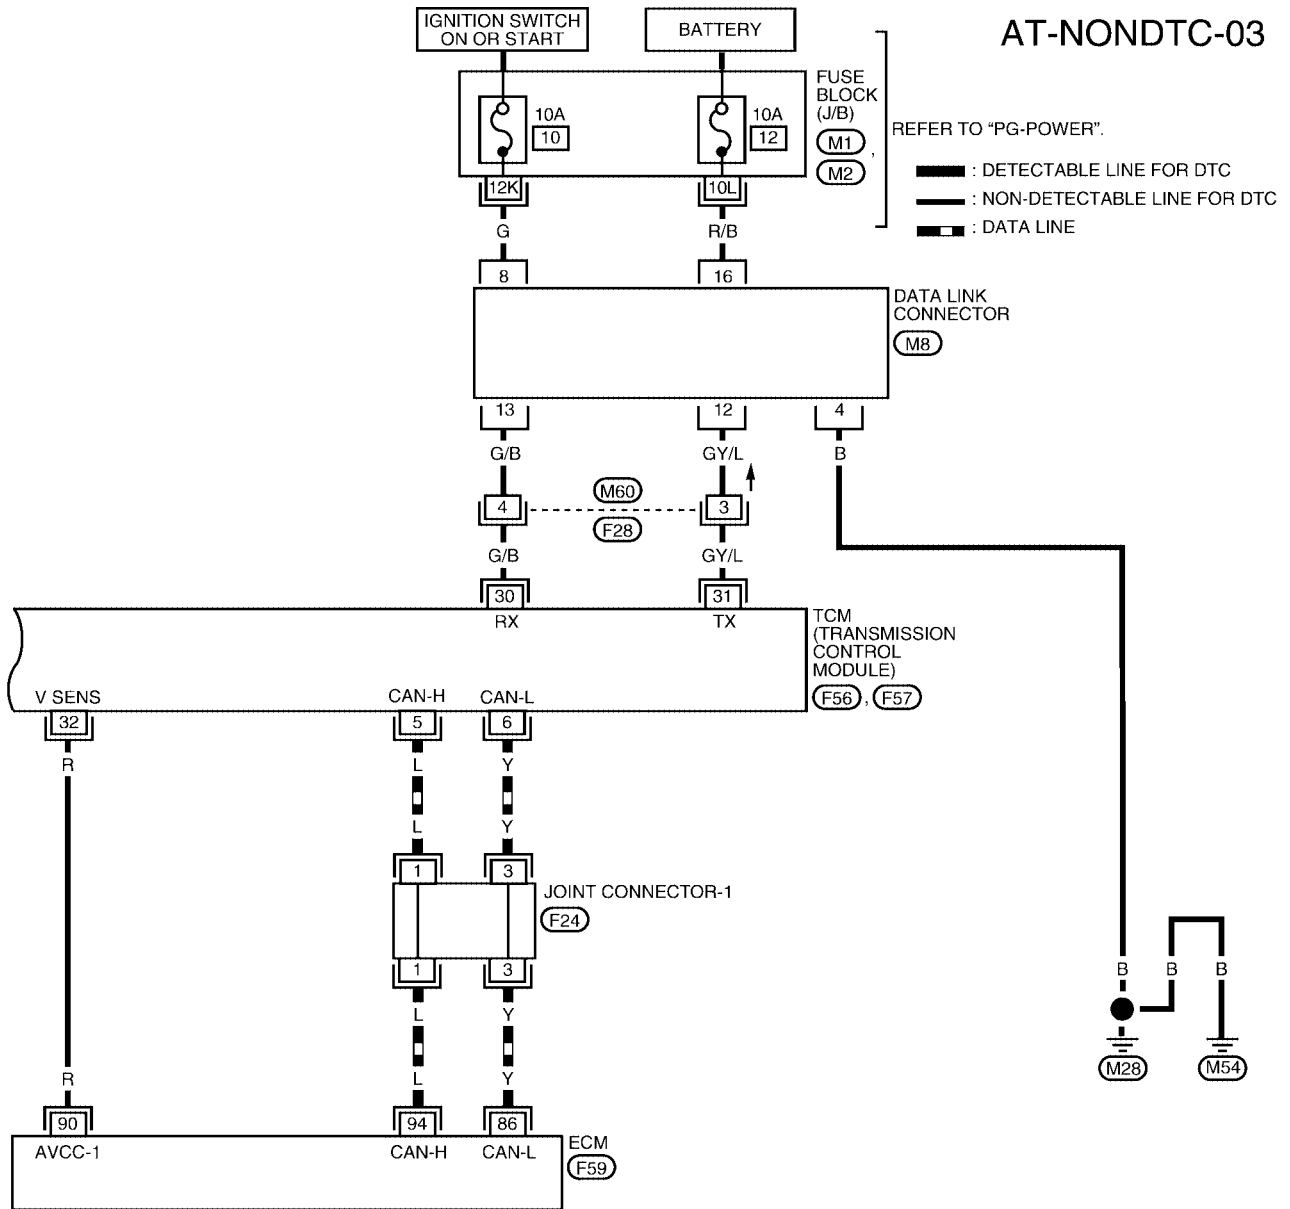 IGNITION SWITCH
ON OR START
BATTERY
AT-NONDTC-03
10A
10
10A
12
FUSE
BLOCK
(J/B)
M1
,
M2
REFER TO “PG-POWER”.
: DETECTABLE LINE FOR DTC
: NON-DETECTABLE LINE FOR DTC
: DATA LINE
12K
10L
G
R/B
8
16
DATA LINK
CONNECTOR
M8
13
12
4
G/B
GY/L
B
4
M60
3
F28
G/B
GY/L
30
31
RX
TX
TCM
(TRANSMISSION
CONTROL
MODULE)
F56 , F57
V SENS
CAN-H
CAN-L
32
5
6
R
L
Y
L
Y
1
3
JOINT CONNECTOR-1
F24
1
3
L
Y
B
B
B
M28
M54
R
L
Y
90
94
86
AVCC-1
CAN-H
CAN-L
ECM
F59